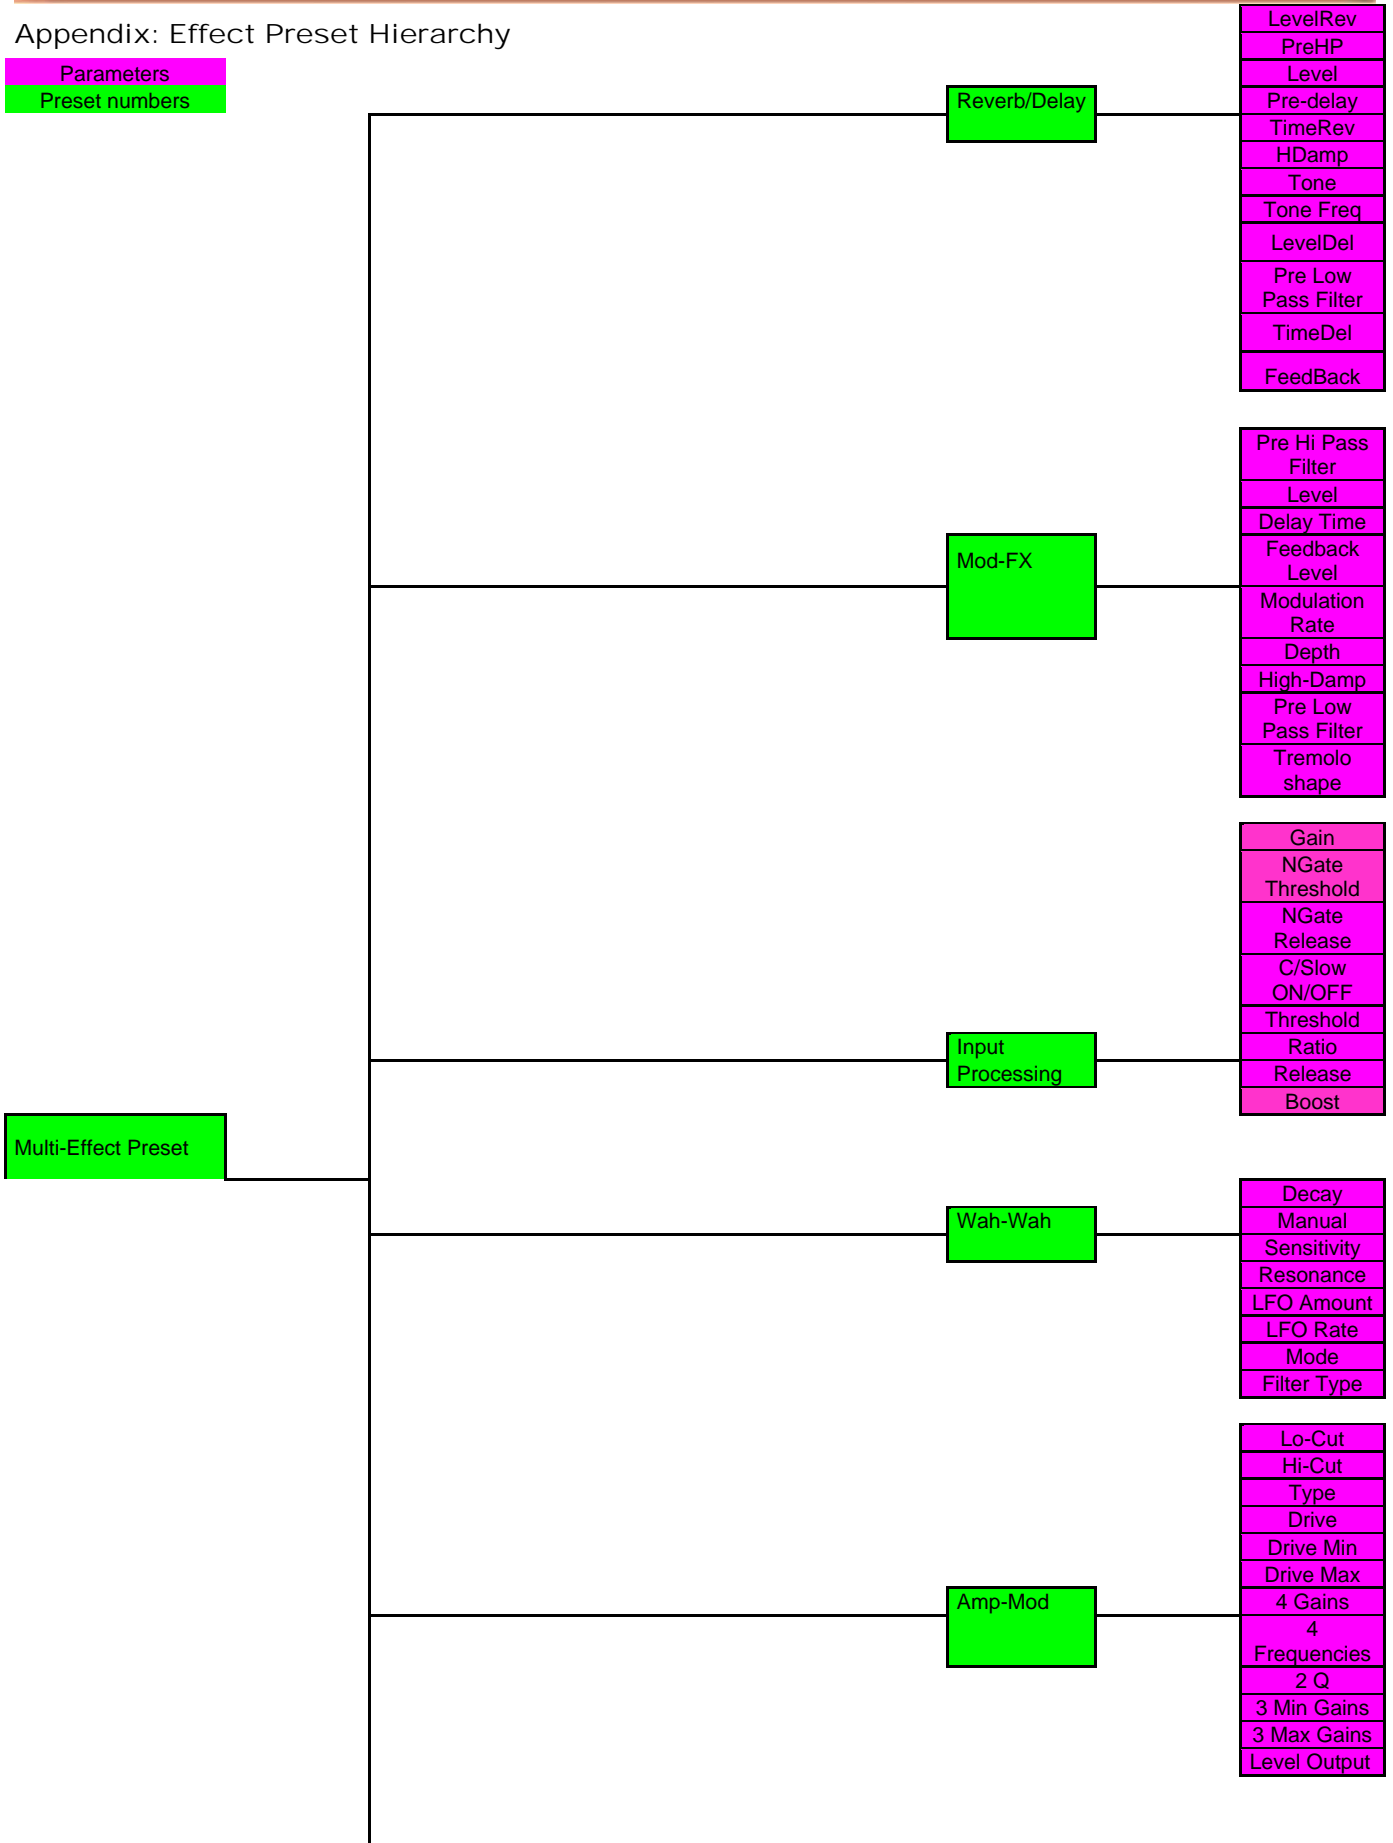 Appendix: Effect Preset Hierarchy
Parameters
Preset numbers
Reverb/Delay
LevelRev
PreHP
Level
Pre-delay
TimeRev
HDamp
Tone
Tone Freq
LevelDel
Pre Low
Pass Filter
TimeDel
FeedBack
Mod-FX
Pre Hi Pass
Filter
Level
Delay Time
Feedback
Level
Modulation
Rate
Depth
High-Damp
Pre Low
Pass Filter
Tremolo
shape
Input
Processing
Gain
NGate
Threshold
NGate
Release
C/Slow
ON/OFF
Threshold
Ratio
Release
Boost
Multi-Effect Preset
Wah-Wah
Decay
Manual
Sensitivity
Resonance
LFO Amount
LFO Rate
Mode
Filter Type
Amp-Mod
Lo-Cut
Hi-Cut
Type
Drive
Drive Min
Drive Max
4 Gains
4
Frequencies
2 Q
3 Min Gains
3 Max Gains
Level Output